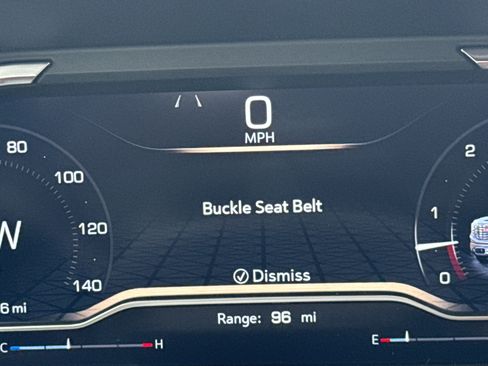 0
MPH
80
100
120
140
W
2
1
0
Buckle Seat Belt
Dismiss
6 mi
Range: 96 mi
C H
E